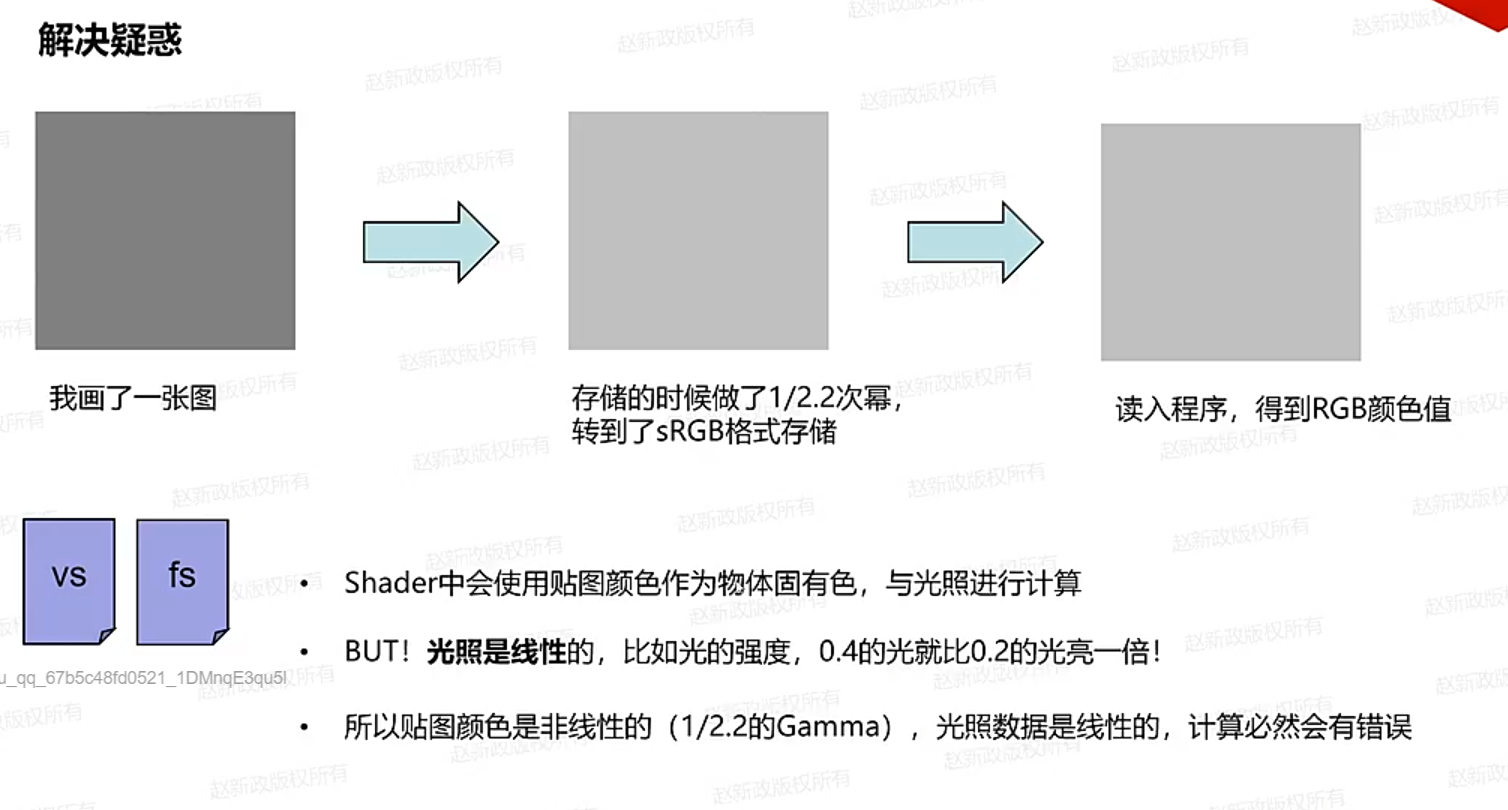 解决疑惑
我画了一张图
存储的时候做了1/2.2次幂，
转到了sRGB格式存储
读入程序，得到RGB颜色值
vs
fs
• Shader中会使用贴图颜色作为物体固有色，与光照进行计算
• BUT！光照是线性的，比如光的强度，0.4的光就比0.2的光亮一倍！
u_qq_67b5c48fd0521_1DMnqE3qu5l
• 所以贴图颜色是非线性的（1/2.2的Gamma），光照数据是线性的，计算必然会有错误
赵新政版权所有